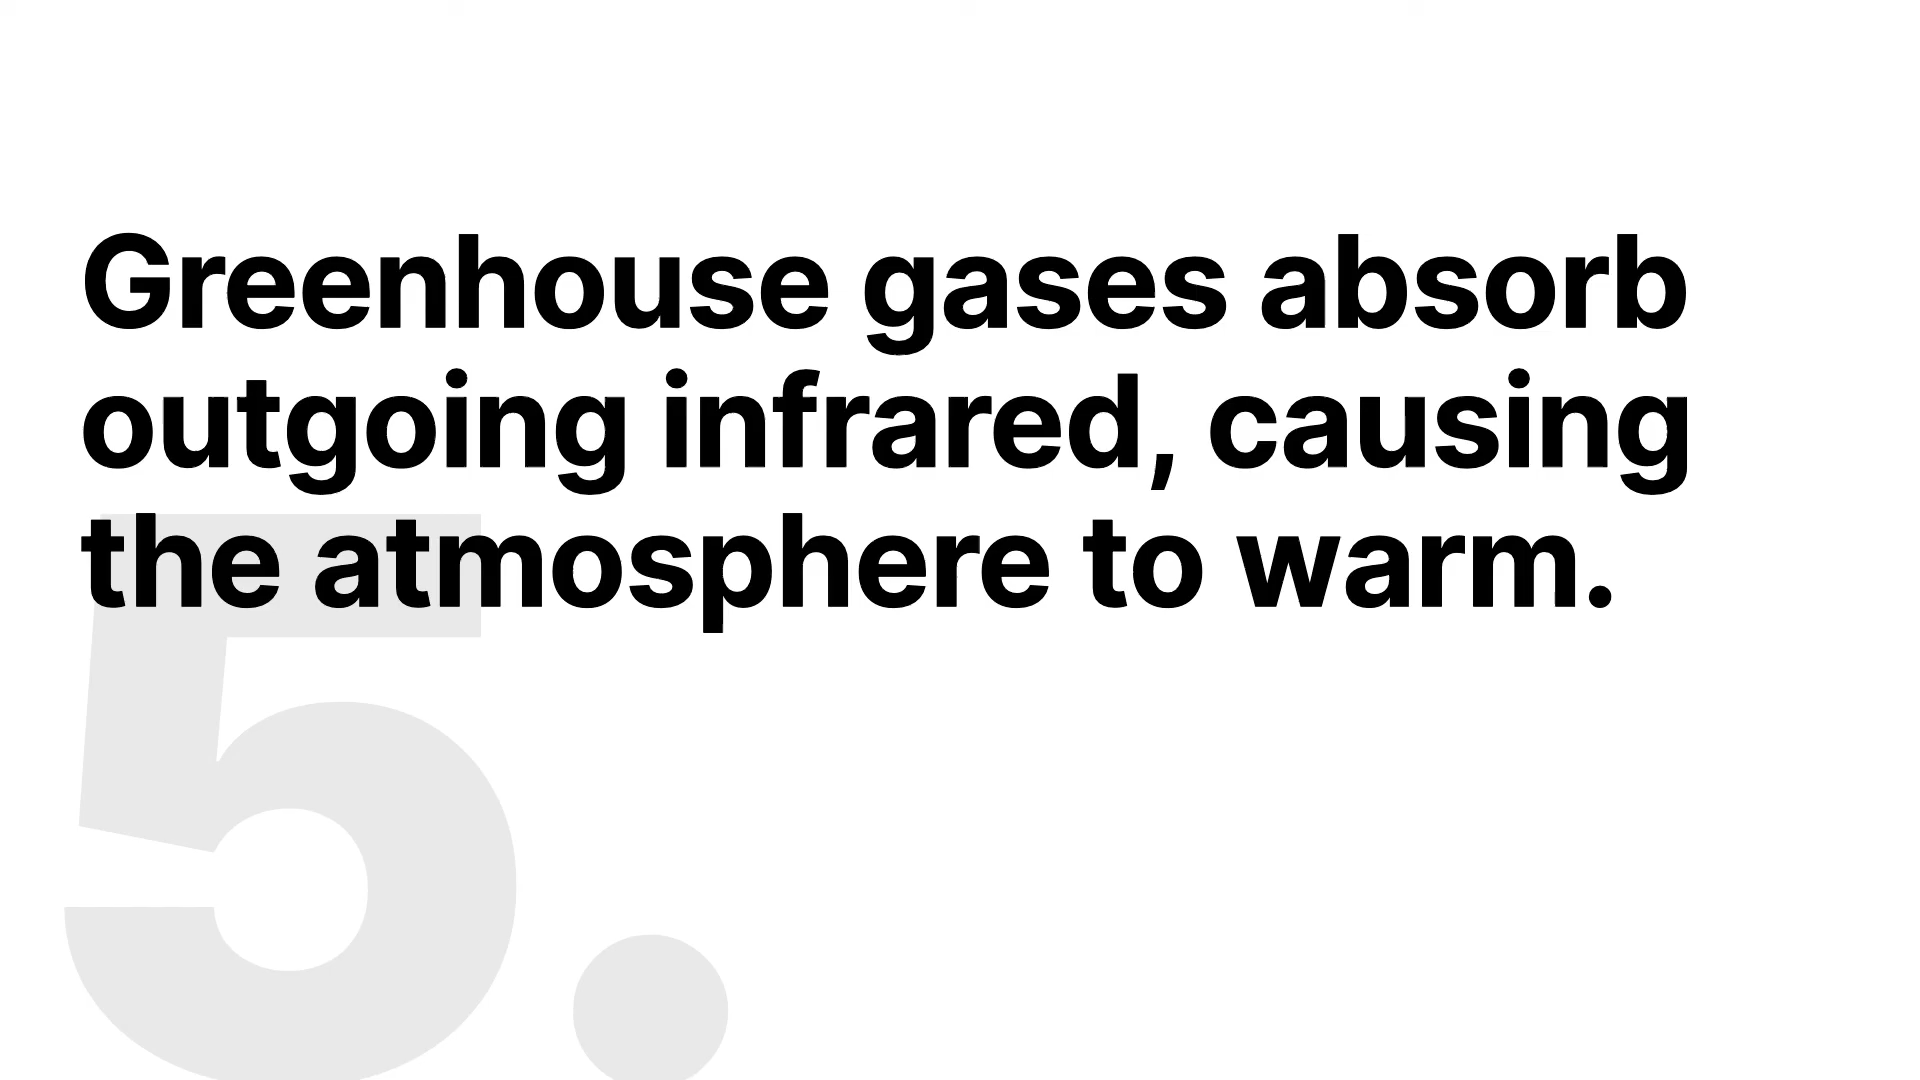 Greenhouse gases absorb
outgoing infrared, causing
the atmosphere to warm.
5.